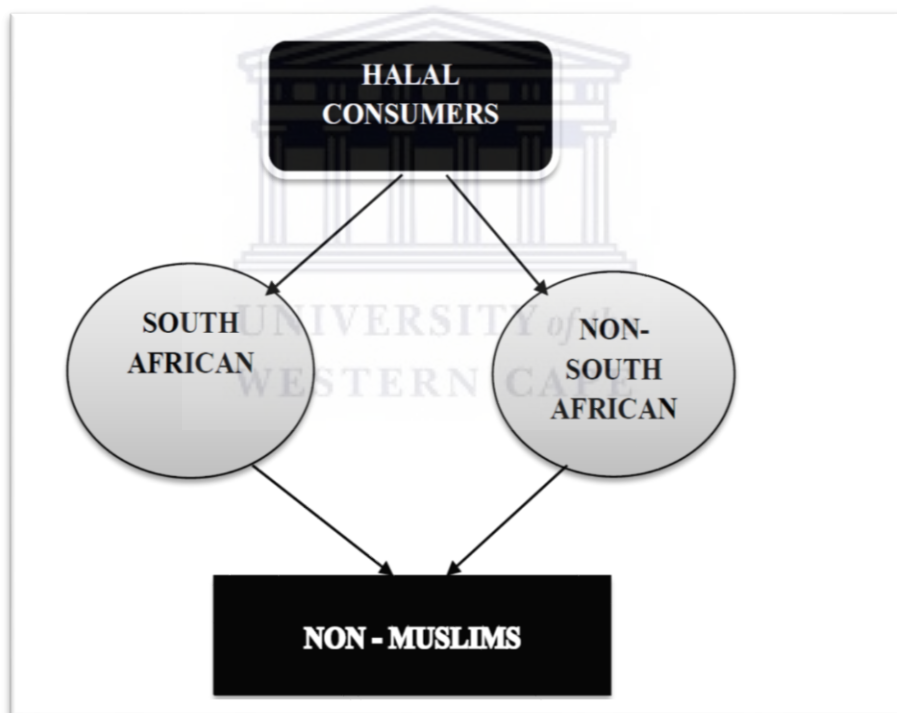 HALAL
CONSUMERS
SOUTH
AFRICAN
NON-
SOUTH
AFRICAN
UNIVERSITY of the
WESTERN CAPE
NON - MUSLIMS